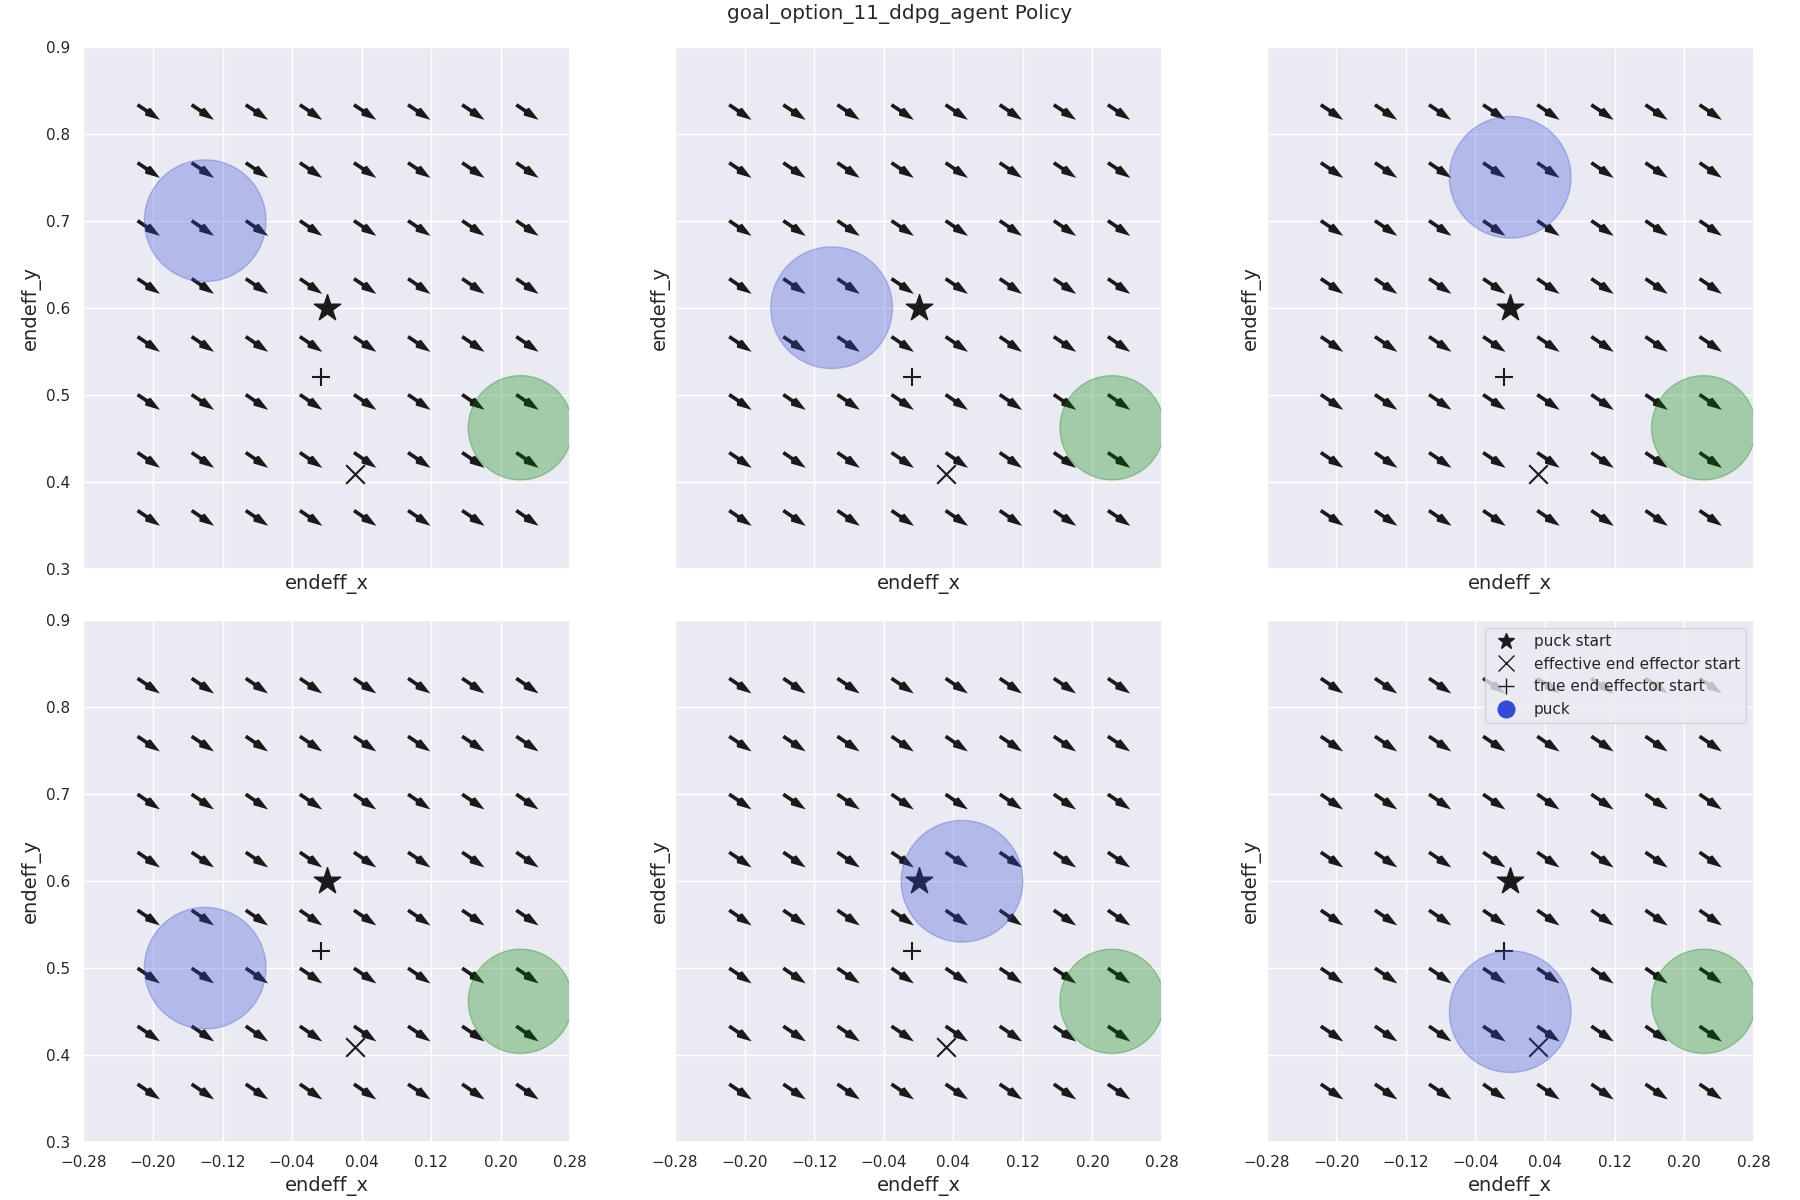 goal_option_11_ddpg_agent Policy
0.9
0.8
0.7
0.6
0.5
0.4
0.3
endeff_y
endeff_x
endeff_y
endeff_x
endeff_y
endeff_x
0.9
0.8
0.7
0.6
0.5
0.4
0.3
endeff_y
−0.28 −0.20 −0.12 −0.04 0.04 0.12 0.20 0.28
endeff_x
endeff_y
−0.28 −0.20 −0.12 −0.04 0.04 0.12 0.20 0.28
endeff_x
endeff_y
puck start
effective end effector start
true end effector start
puck
−0.28 −0.20 −0.12 −0.04 0.04 0.12 0.20 0.28
endeff_x